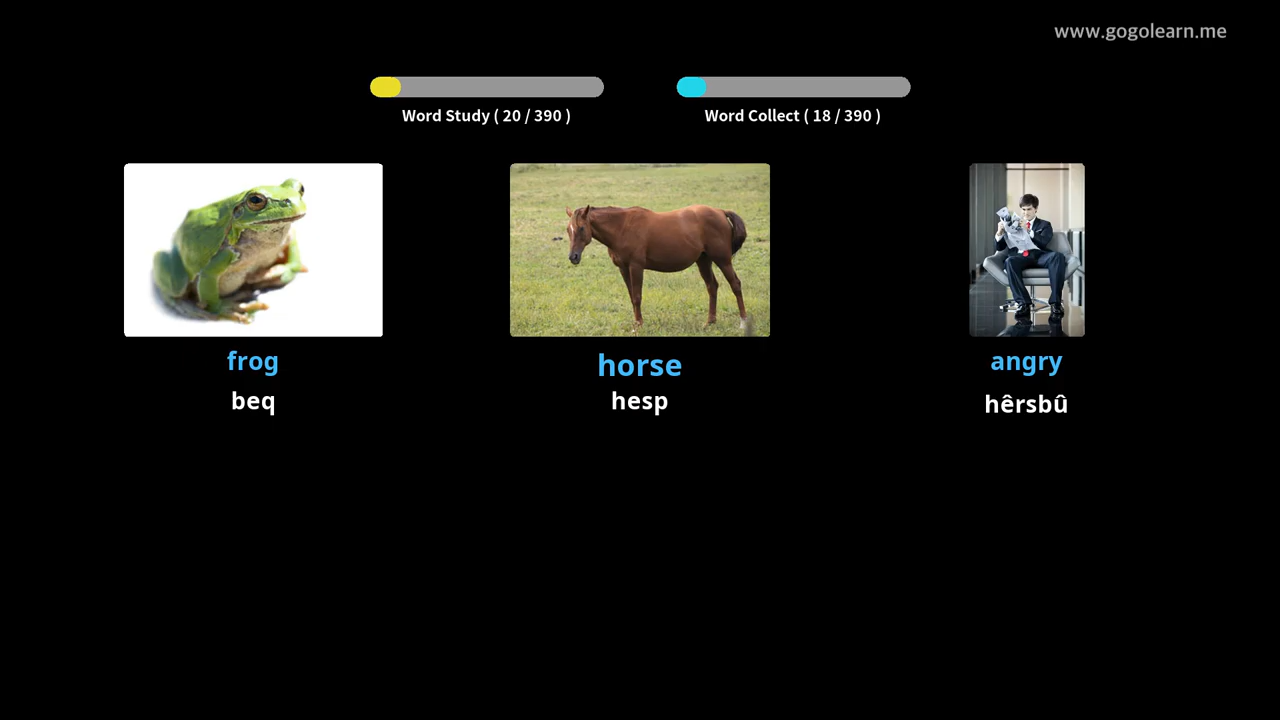 www.gogolearn.me
Word Study ( 20 / 390 )
Word Collect ( 18 / 390 )
frog
horse
angry
beq
hesp
hêrsbû